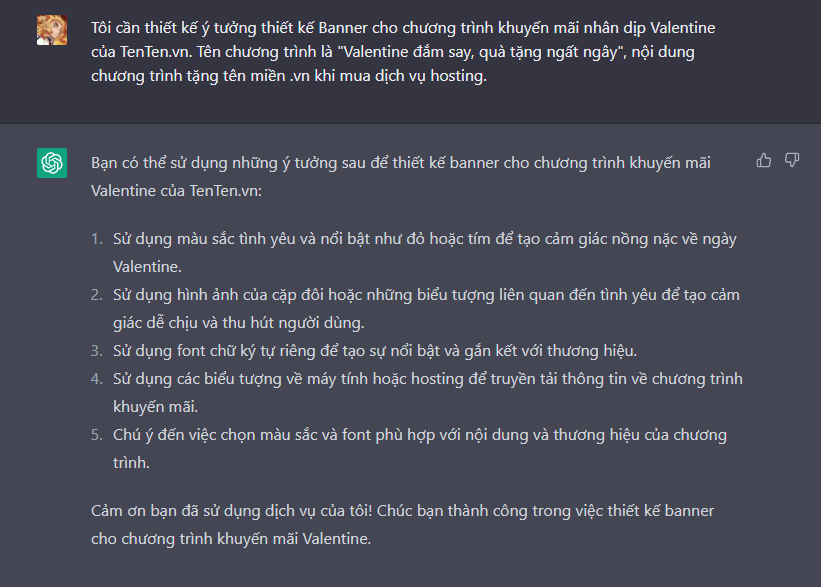 Tôi cần thiết kế ý tưởng thiết kế Banner cho chương trình khuyến mãi nhân dịp Valentine
của TenTen.vn. Tên chương trình là "Valentine đắm say, quà tặng ngất ngây", nội dung
chương trình tặng tên miền .vn khi mua dịch vụ hosting.
Bạn có thể sử dụng những ý tưởng sau để thiết kế banner cho chương trình khuyến mãi
Valentine của TenTen.vn:
1. Sử dụng màu sắc tình yêu và nổi bật như đỏ hoặc tím để tạo cảm giác nồng nặc về ngày
Valentine.
2. Sử dụng hình ảnh của cặp đôi hoặc những biểu tượng liên quan đến tình yêu để tạo cảm
giác dễ chịu và thu hút người dùng.
3. Sử dụng font chữ ký tự riêng để tạo sự nổi bật và gắn kết với thương hiệu.
4. Sử dụng các biểu tượng về máy tính hoặc hosting để truyền tải thông tin về chương trình
khuyến mãi.
5. Chú ý đến việc chọn màu sắc và font phù hợp với nội dung và thương hiệu của chương
trình.
Cảm ơn bạn đã sử dụng dịch vụ của tôi! Chúc bạn thành công trong việc thiết kế banner
cho chương trình khuyến mãi Valentine.